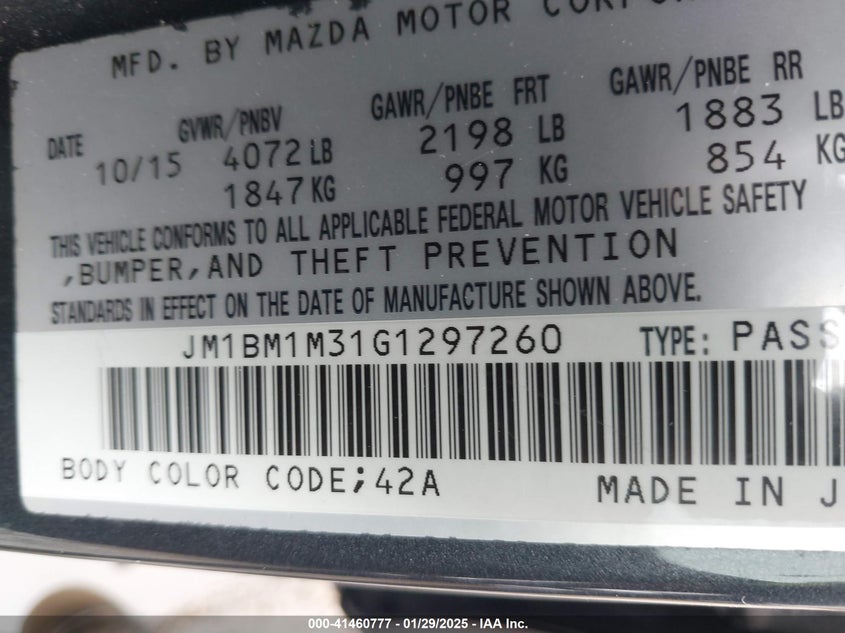 MFD. BY MAZDA MOTOR
DATE GVWR/PNBV GAWR/PNBE FRT GAWR/PNBE RR
10/15 4072 LB 2198 LB 1883 LB
1847 KG 997 KG 854 KG
THIS VEHICLE CONFORMS TO ALL APPLICABLE FEDERAL MOTOR VEHICLE SAFETY
,BUMPER,AND THEFT PREVENTION
STANDARDS IN EFFECT ON THE DATE OF MANUFACTURE SHOWN ABOVE.
JM1BM1M31G1297260 TYPE: PASS
BODY COLOR CODE;42A MADE IN J
000-41460777 - 01/29/2025 - IAA Inc.